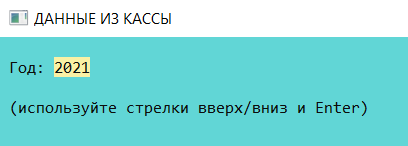 ДАННЫЕ ИЗ КАССЫ
Год: 2021
(используйте стрелки вверх/вниз и Enter)